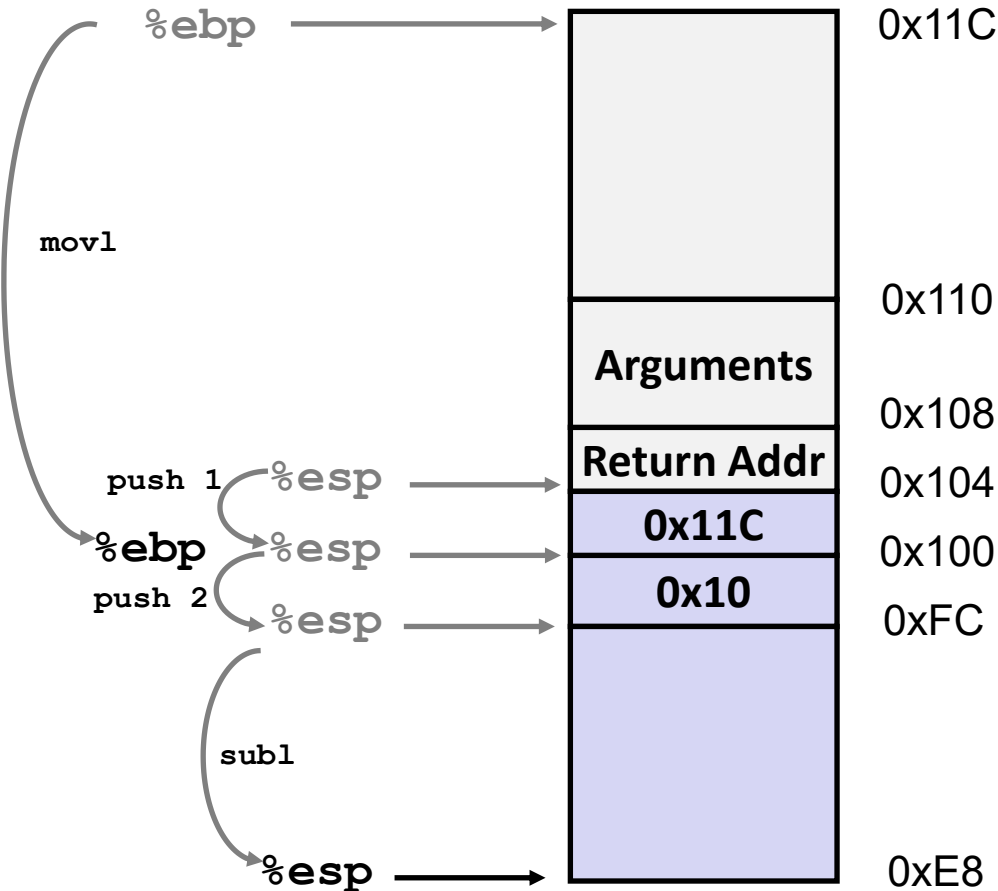 %ebp
0x11C
movl
0x110
Arguments
0x108
Return Addr
push 1
%esp
0x104
0x11C
%ebp
%esp
0x100
push 2
0x10
%esp
0xFC
subl
%esp
0xE8